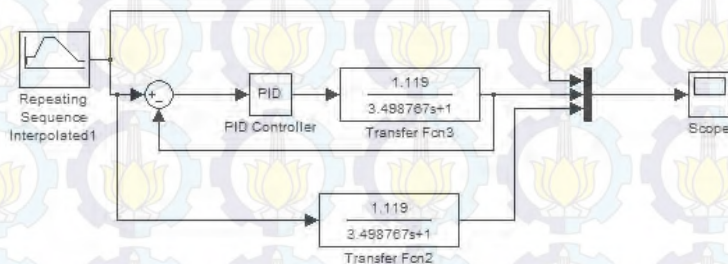 Repeating
Sequence
Interpolated1
+
-
PID
PID Controller
1.119
3.498767s+1
Transfer Fcn3
Scope
1.119
3.498767s+1
Transfer Fcn2